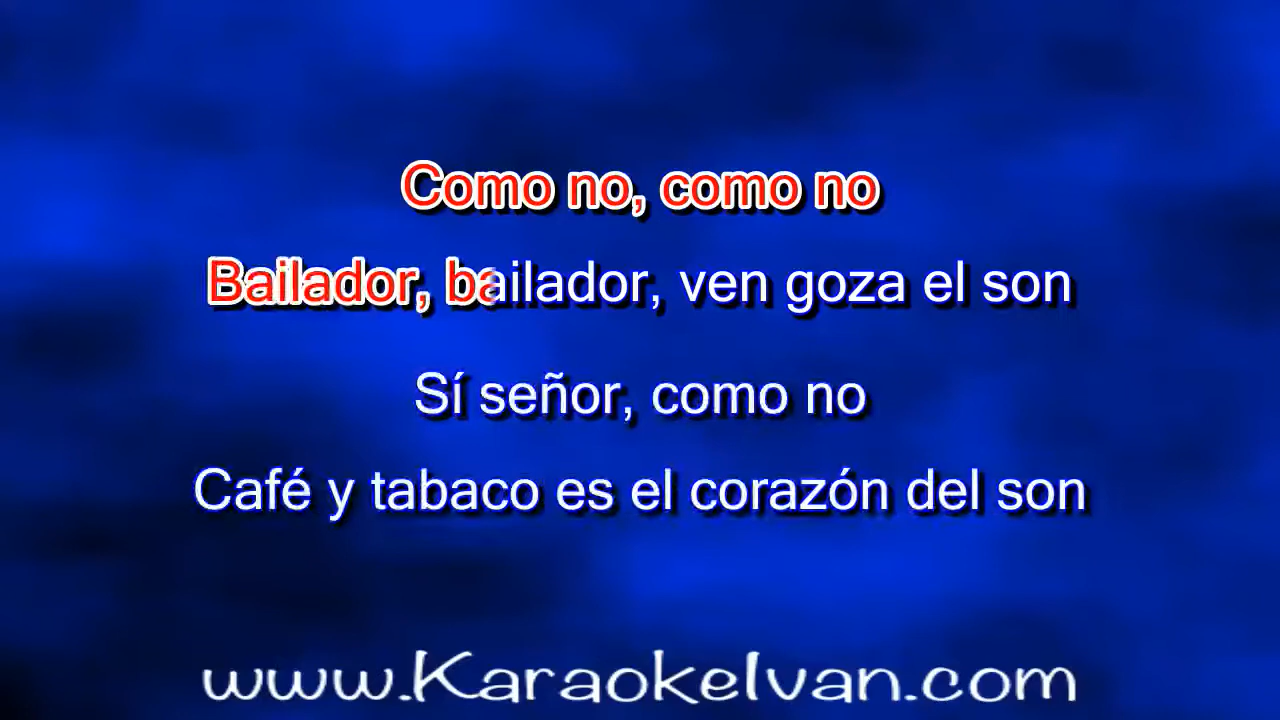 Como no, como no
Bailador, bailador, ven goza el son
Sí señor, como no
Café y tabaco es el corazón del son
www.KaraokeIvan.com